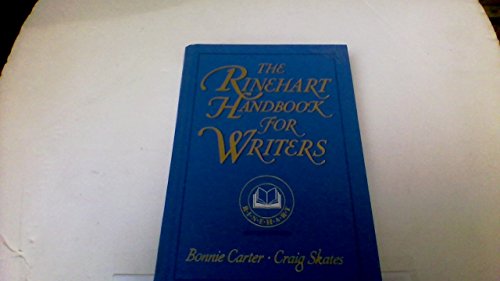 THE
RINEHART
HANDBOOK
FOR
WRITERS
RINEHART
Bonnie Carter · Craig Skates